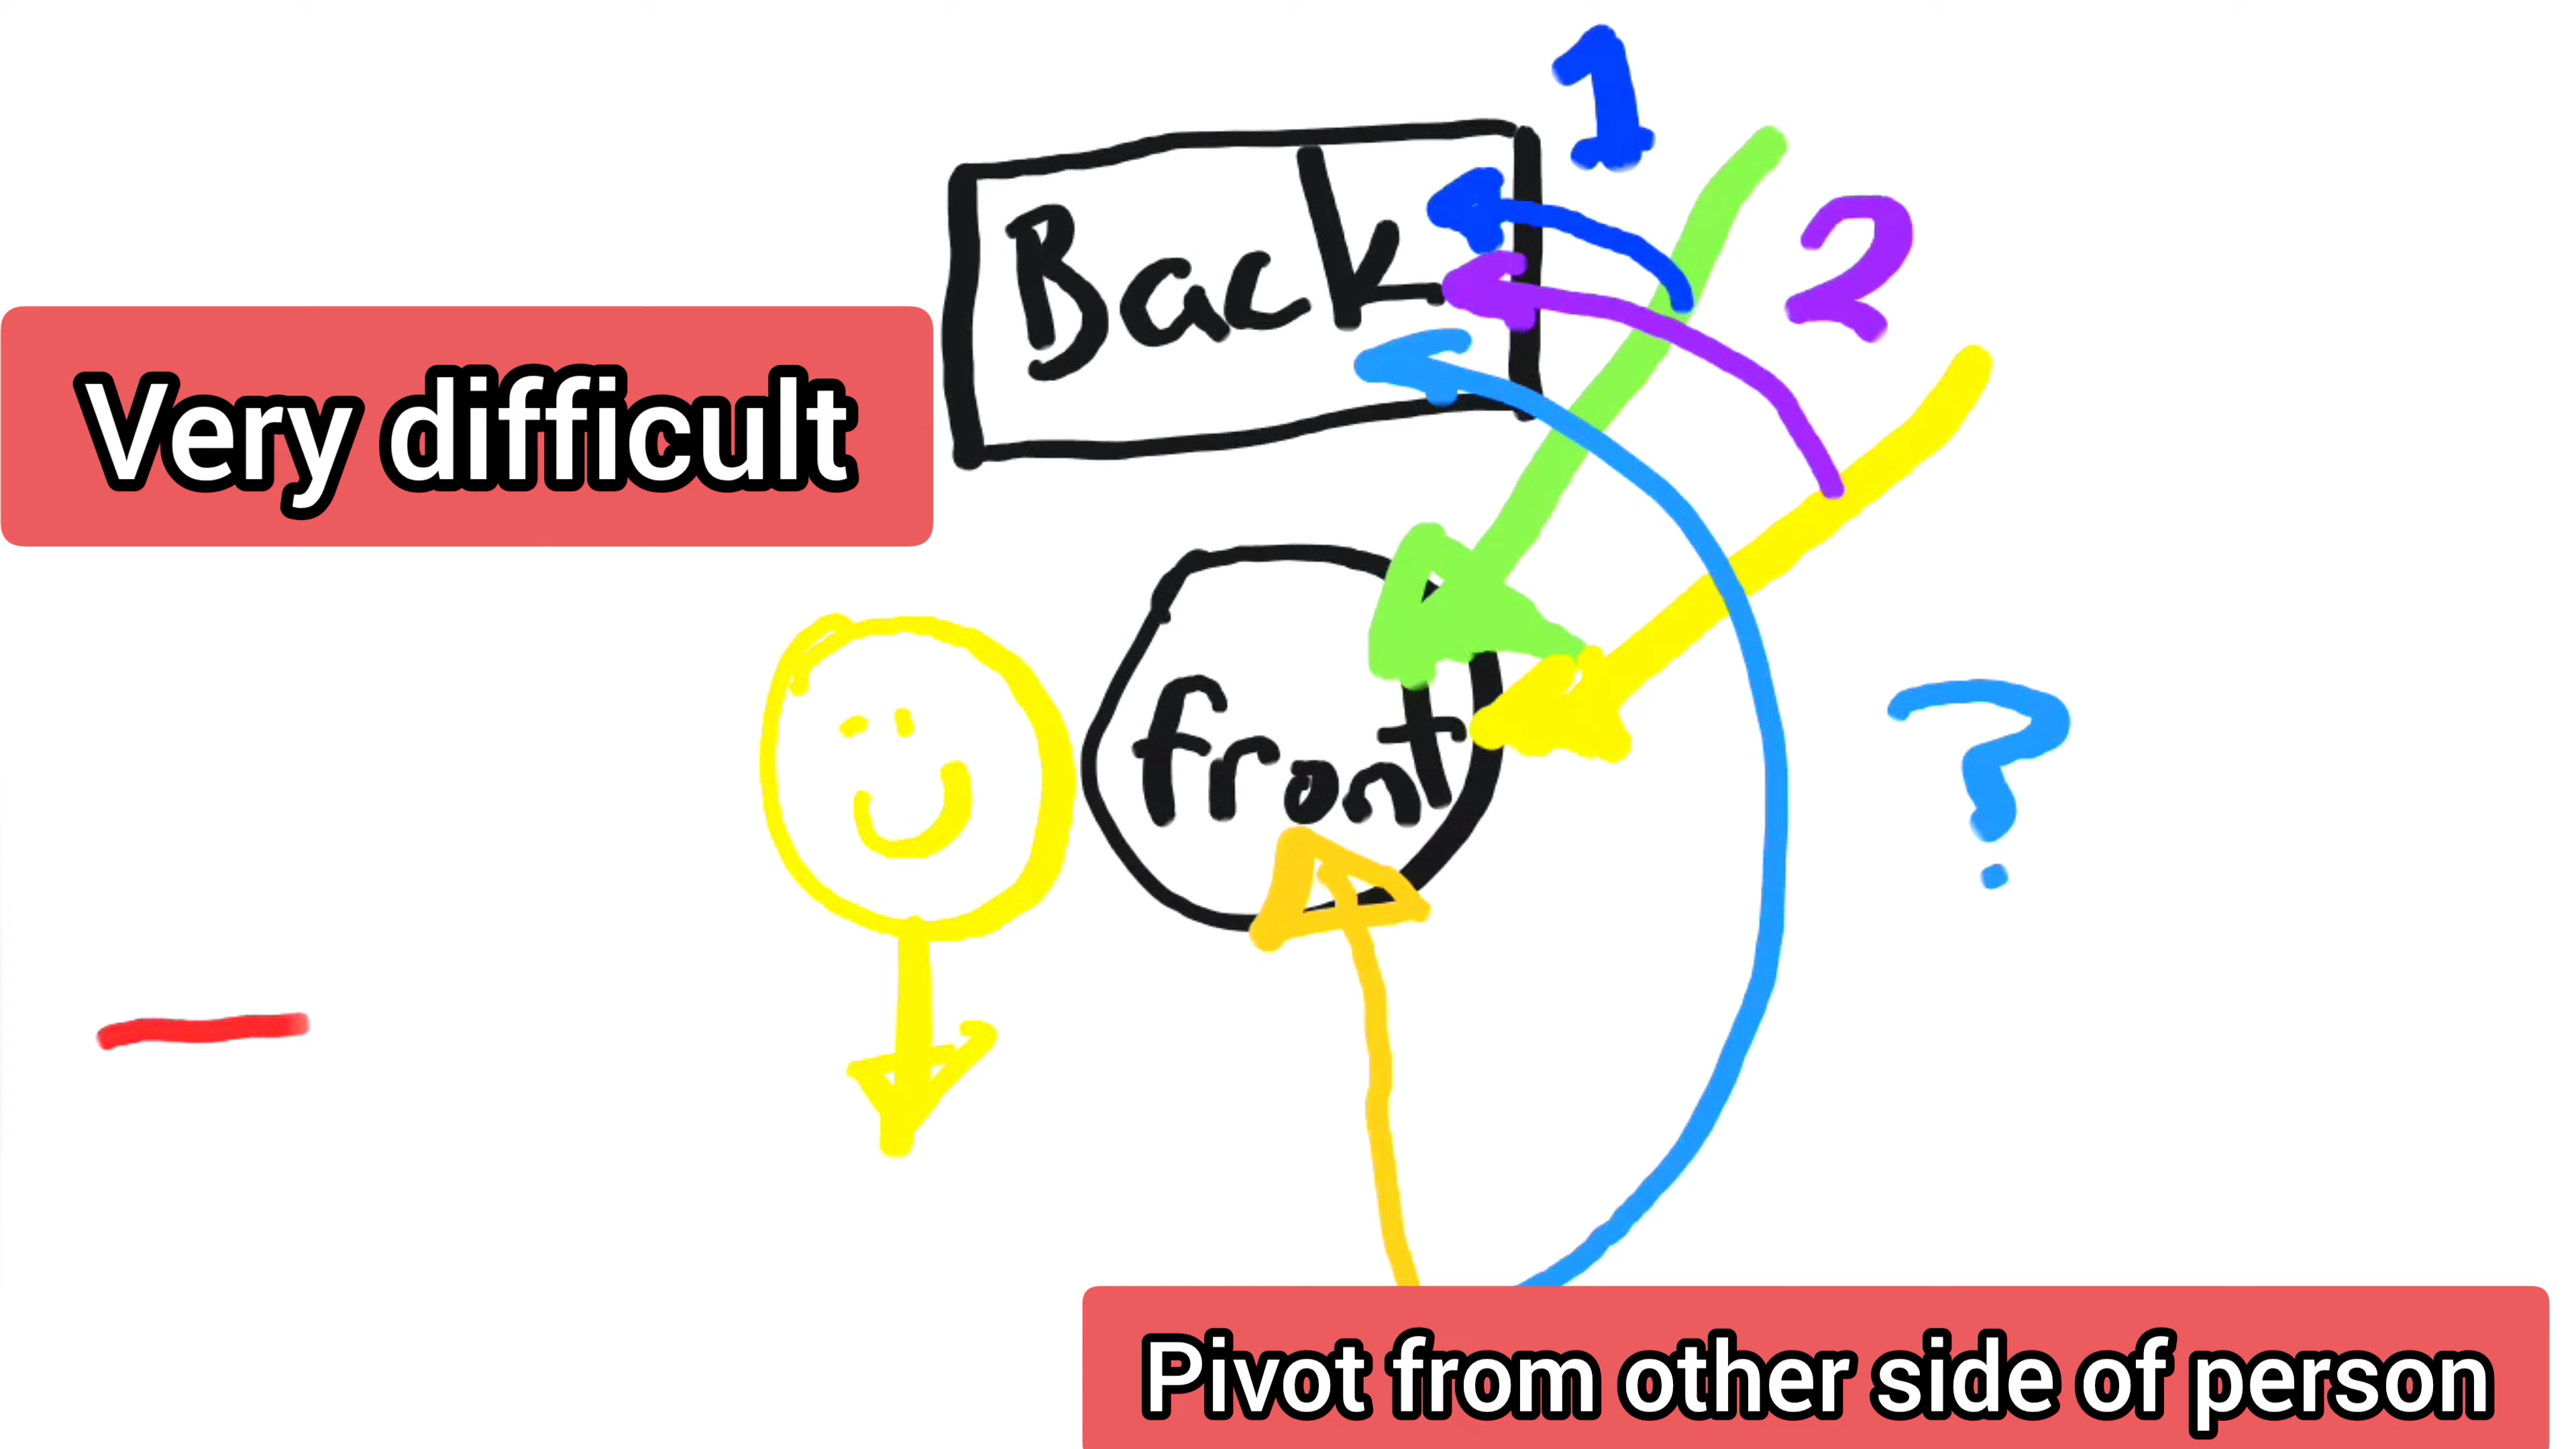 1
Back
2
Very difficult
front
?
Pivot from other side of person